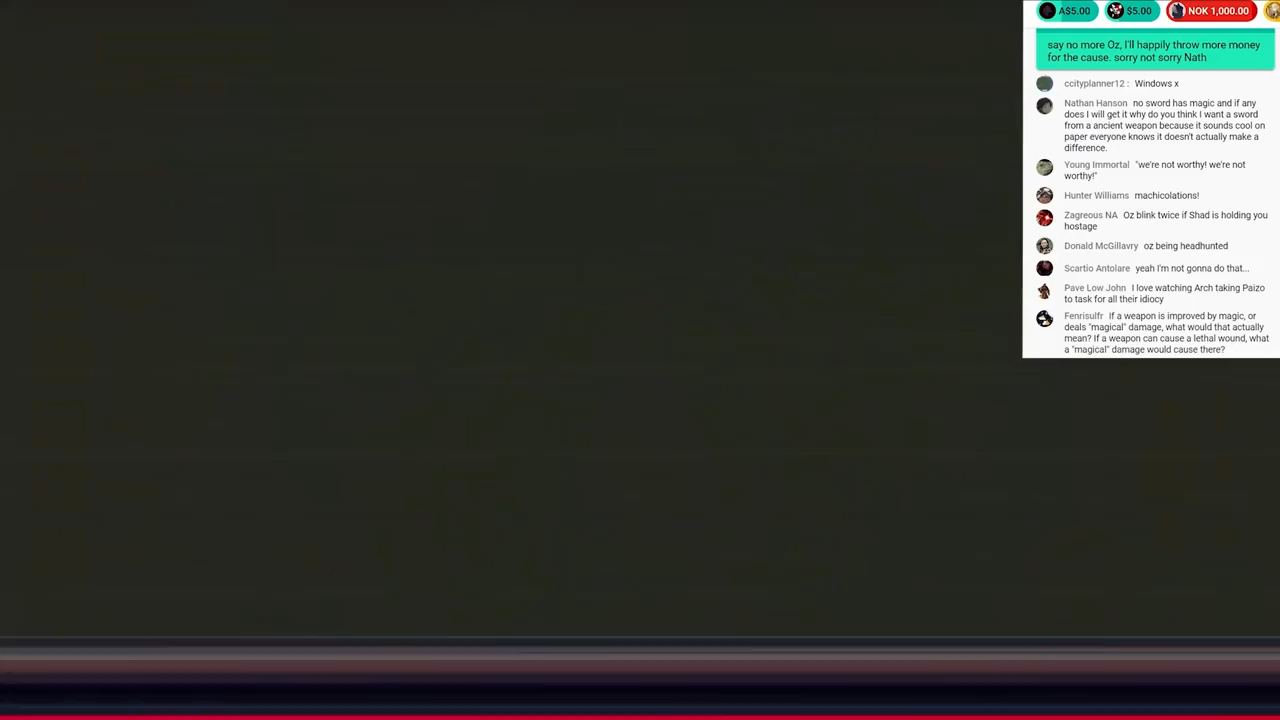 A$5.00 $5.00 NOK 1,000.00
say no more Oz, I'll happily throw more money
for the cause. sorry not sorry Nath
ccityplanner12 : Windows x
Nathan Hanson no sword has magic and if any
does I will get it why do you think I want a sword
from a ancient weapon because it sounds cool on
paper everyone knows it doesn't actually make a
difference.
Young Immortal "we're not worthy! we're not
worthy!"
Hunter Williams machicolations!
Zagreous NA Oz blink twice if Shad is holding you
hostage
Donald McGillavry oz being headhunted
Scartio Antolare yeah I'm not gonna do that...
Pave Low John I love watching Arch taking Paizo
to task for all their idiocy
Fenrisulfr If a weapon is improved by magic, or
deals "magical" damage, what would that actually
mean? If a weapon can cause a lethal wound, what
a "magical" damage would cause there?